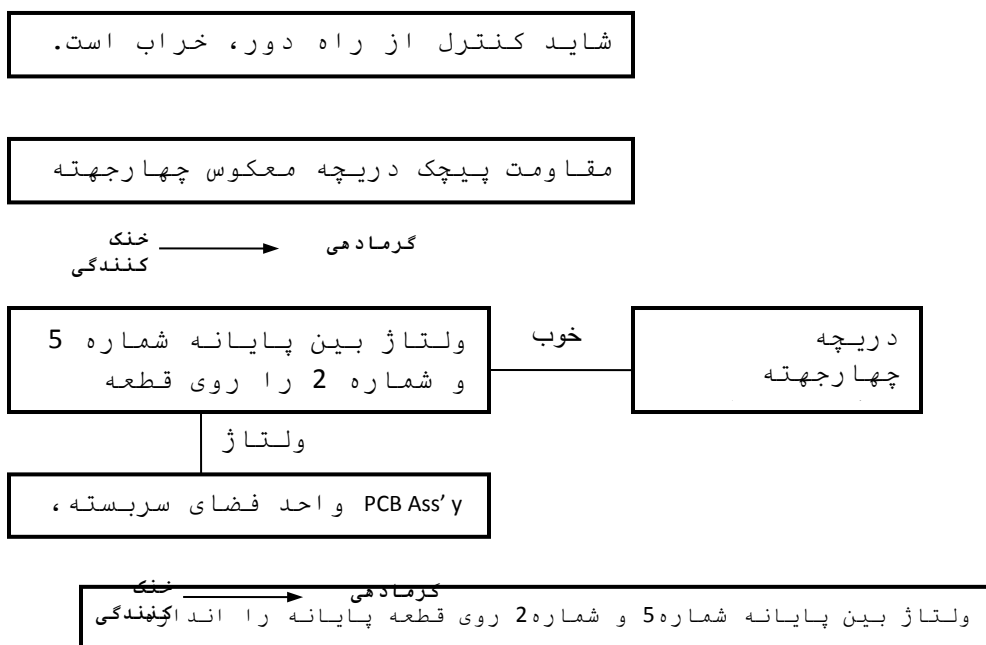 شاید کنترل از راه دور، خراب است.
مقاومت پیچک دریچه معکوس چهارجهته
خنک
کنندگی
گرمادهی
ولتاژ بین پایانه شماره 5
و شماره 2 را روی قطعه
خوب
دریچه
چهارجهته
ولتاژ
PCB Ass’ y واحد فضای سربسته،
خنک
کنندگی
گرمادهی
ولتاژ بین پایانه شماره5 و شماره2 روی قطعه پایانه را